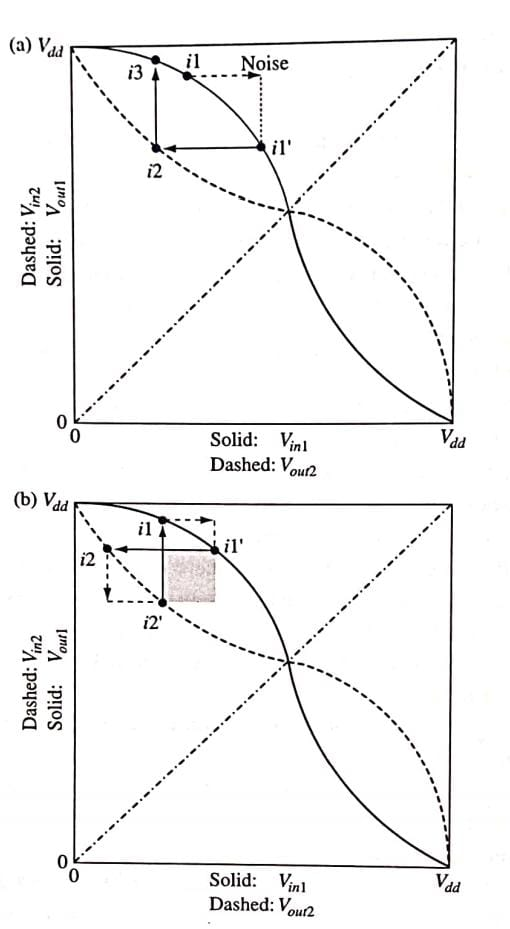 (a) Vdd
i3
i1
Noise
i1'
i2
Dashed: Vin2
Solid: Vout1
0
0
Solid: Vin1
Vdd
Dashed: Vout2
(b) Vdd
i1
i1'
i2
i2'
Dashed: Vin2
Solid: Vout1
0
0
Solid: Vin1
Vdd
Dashed: Vout2